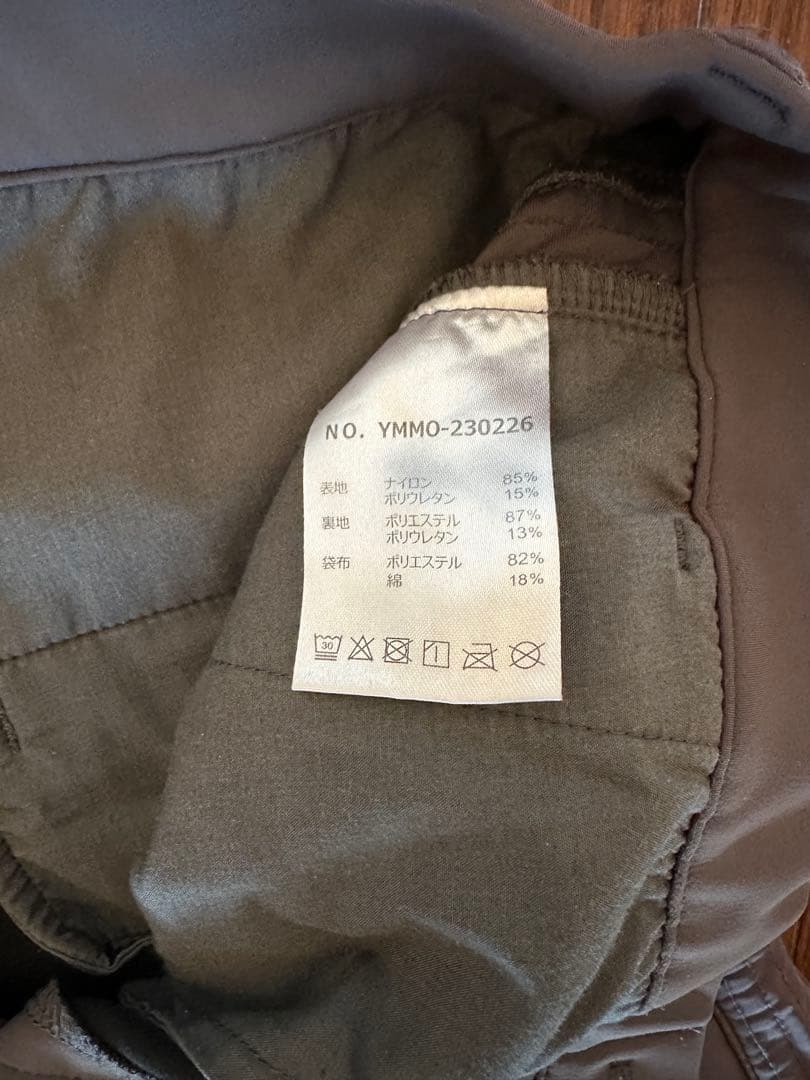 NO. YMMO-230226
表地 ナイロン 85%
ポリウレタン 15%
裏地 ポリエステル 87%
ポリウレタン 13%
袋布 ポリエステル 82%
綿 18%
30